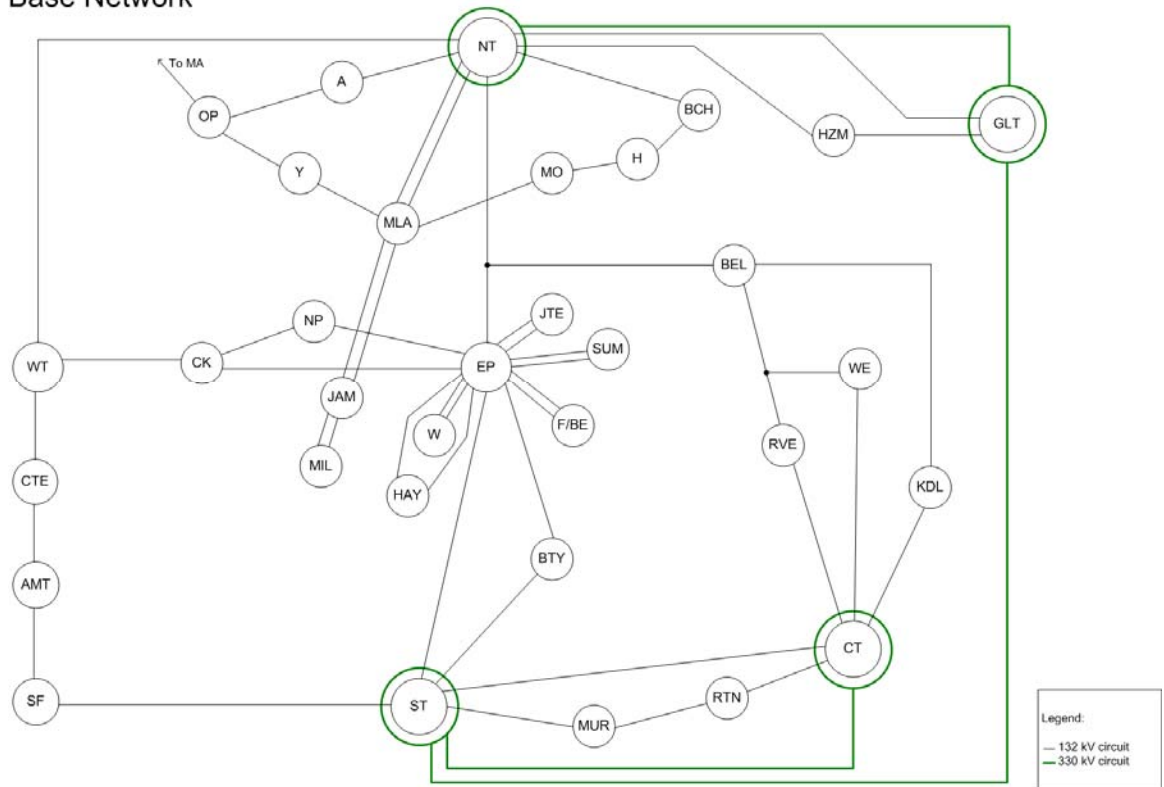 Base Network
NT
To MA
A
OP
BCH
GLT
HZM
H
MO
Y
MLA
BEL
NP
JTE
SUM
WT
CK
EP
WE
JAM
F/BE
W
RVE
MIL
CTE
KDL
HAY
BTY
AMT
CT
RTN
SF
ST
MUR
Legend:
132 kV circuit
330 kV circuit